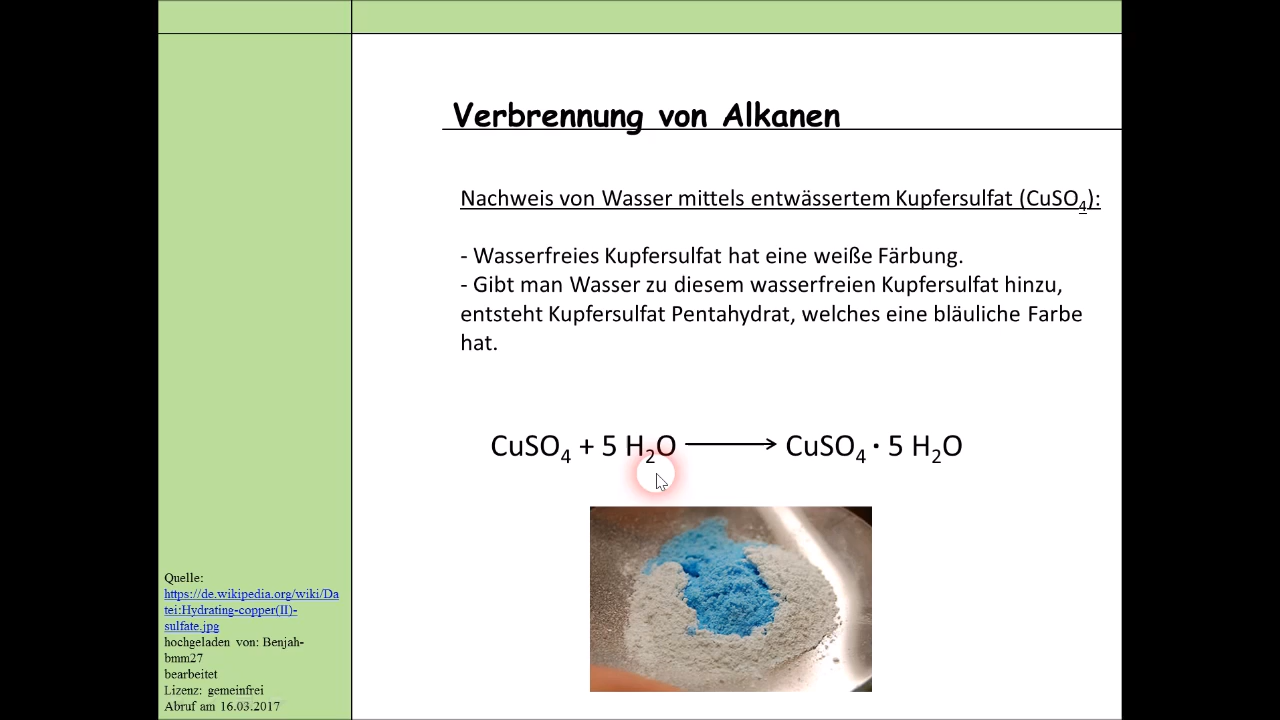 Verbrennung von Alkanen
Nachweis von Wasser mittels entwässertem Kupfersulfat (CuSO₄):
- Wasserfreies Kupfersulfat hat eine weiße Färbung.
- Gibt man Wasser zu diesem wasserfreien Kupfersulfat hinzu,
entsteht Kupfersulfat Pentahydrat, welches eine bläuliche Farbe
hat.
CuSO₄ + 5 H₂O ⟶ CuSO₄ · 5 H₂O
Quelle:
https://de.wikipedia.org/wiki/Da
tei:Hydrating-copper(II)-
sulfate.jpg
hochgeladen von: Benjah-
bmm27
bearbeitet
Lizenz: gemeinfrei
Abruf am 16.03.2017